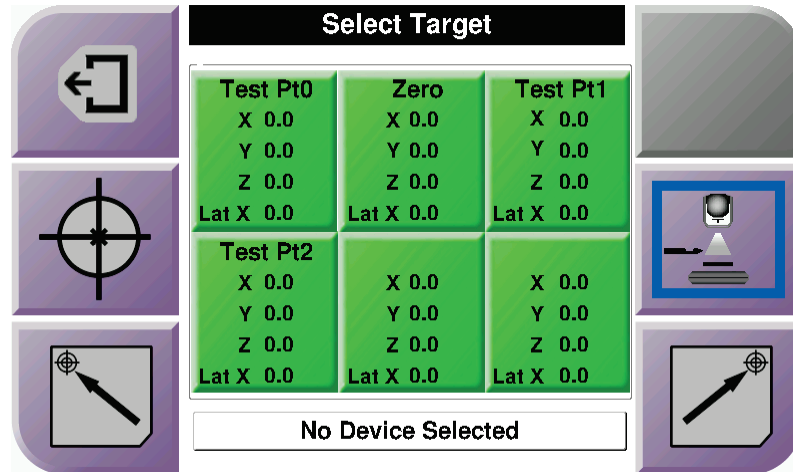 Select Target
Test Pt0
X 0.0
Y 0.0
Z 0.0
Lat X 0.0
Zero
X 0.0
Y 0.0
Z 0.0
Lat X 0.0
Test Pt1
X 0.0
Y 0.0
Z 0.0
Lat X 0.0
Test Pt2
X 0.0
Y 0.0
Z 0.0
Lat X 0.0
X 0.0
Y 0.0
Z 0.0
Lat X 0.0
X 0.0
Y 0.0
Z 0.0
Lat X 0.0
No Device Selected